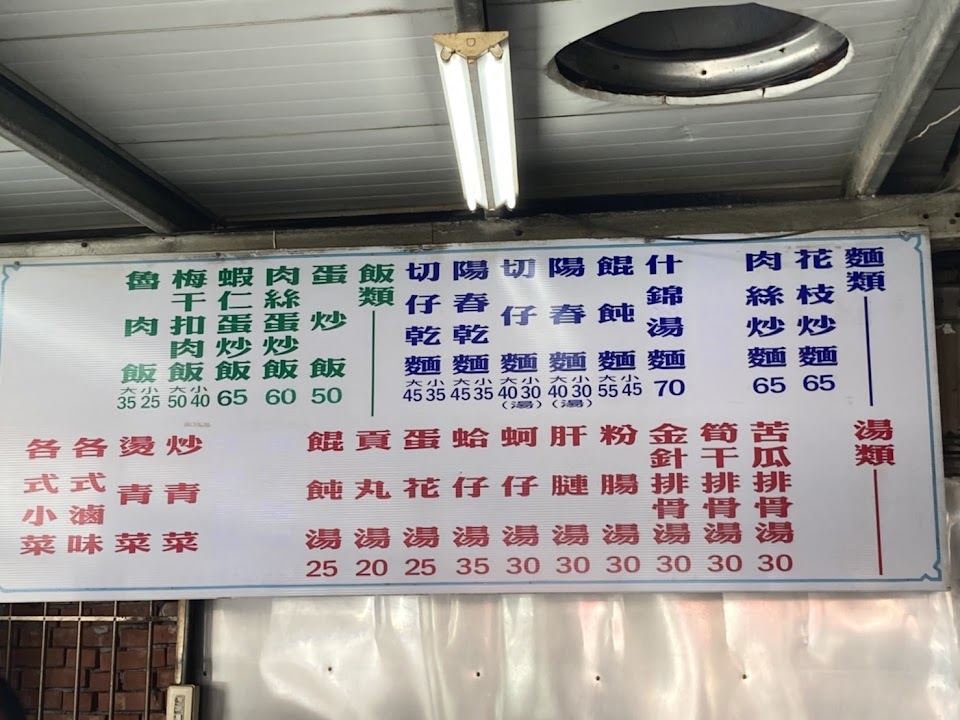 麵類
花枝炒麵 65
肉絲炒麵 65
什錦湯麵 70
餛飩麵 大55 小45
陽春麵 大40 小30 (湯)
切仔麵 大40 小30 (湯)
陽春乾麵 大45 小35
切仔乾麵 大45 小35
飯類
蛋炒飯 50
肉絲蛋炒飯 60
蝦仁蛋炒飯 65
梅干扣肉飯 大50 小40
魯肉飯 大35 小25
湯類
苦瓜排骨湯 30
筍干排骨湯 30
金針排骨湯 30
粉腸湯 30
肝腱湯 30
蚵仔湯 30
蛤仔湯 35
蛋花湯 25
貢丸湯 20
餛飩湯 25
炒青菜
燙青菜
各式滷味
各式小菜